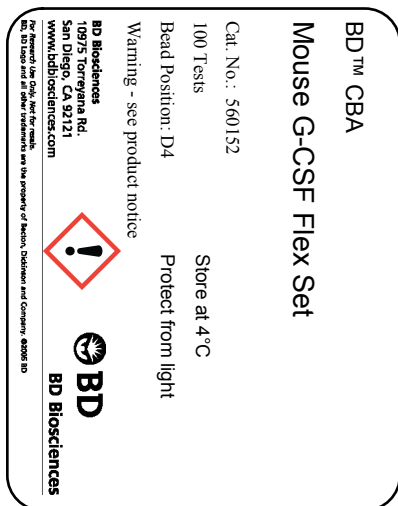 BD™ CBA
Mouse G-CSF Flex Set
Cat. No.: 560152
100 Tests
Store at 4°C
Bead Position: D4
Protect from light
Warning - see product notice
BD Biosciences
10975 Torreyana Rd.
San Diego, CA 92121
www.bdbiosciences.com
BD
BD Biosciences
For Research Use Only. Not for resale.
BD, BD Logo and all other trademarks are the property of Becton, Dickinson and Company. ©2005 BD